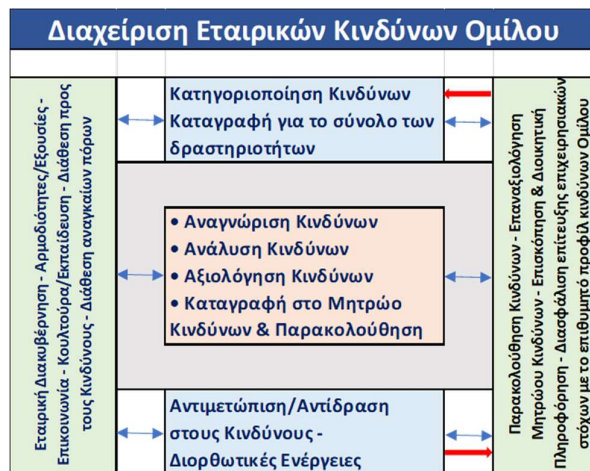 Διαχείριση Εταιρικών Κινδύνων Ομίλου
Εταιρική Διακυβέρνηση - Αρμοδιότητες/Εξουσίες -
Επικοινωνία - Κουλτούρα/Εκπαίδευση - Διάθεση προς
τους Κινδύνους - Διάθεση αναγκαίων πόρων
Κατηγοριοποίηση Κινδύνων
Καταγραφή για το σύνολο των
δραστηριοτήτων
• Αναγνώριση Κινδύνων
• Ανάλυση Κινδύνων
• Αξιολόγηση Κινδύνων
• Καταγραφή στο Μητρώο
Κινδύνων & Παρακολούθηση
Αντιμετώπιση/Αντίδραση
στους Κινδύνους -
Διορθωτικές Ενέργειες
Παρακολούθηση Κινδύνων - Επαναξιολόγηση
Μητρώου Κινδύνων - Επισκόπηση & Διοικητική
Πληροφόρηση - Διασφάλιση επίτευξης επιχειρησιακών
στόχων με το επιθυμητό προφίλ κινδύνων Ομίλου